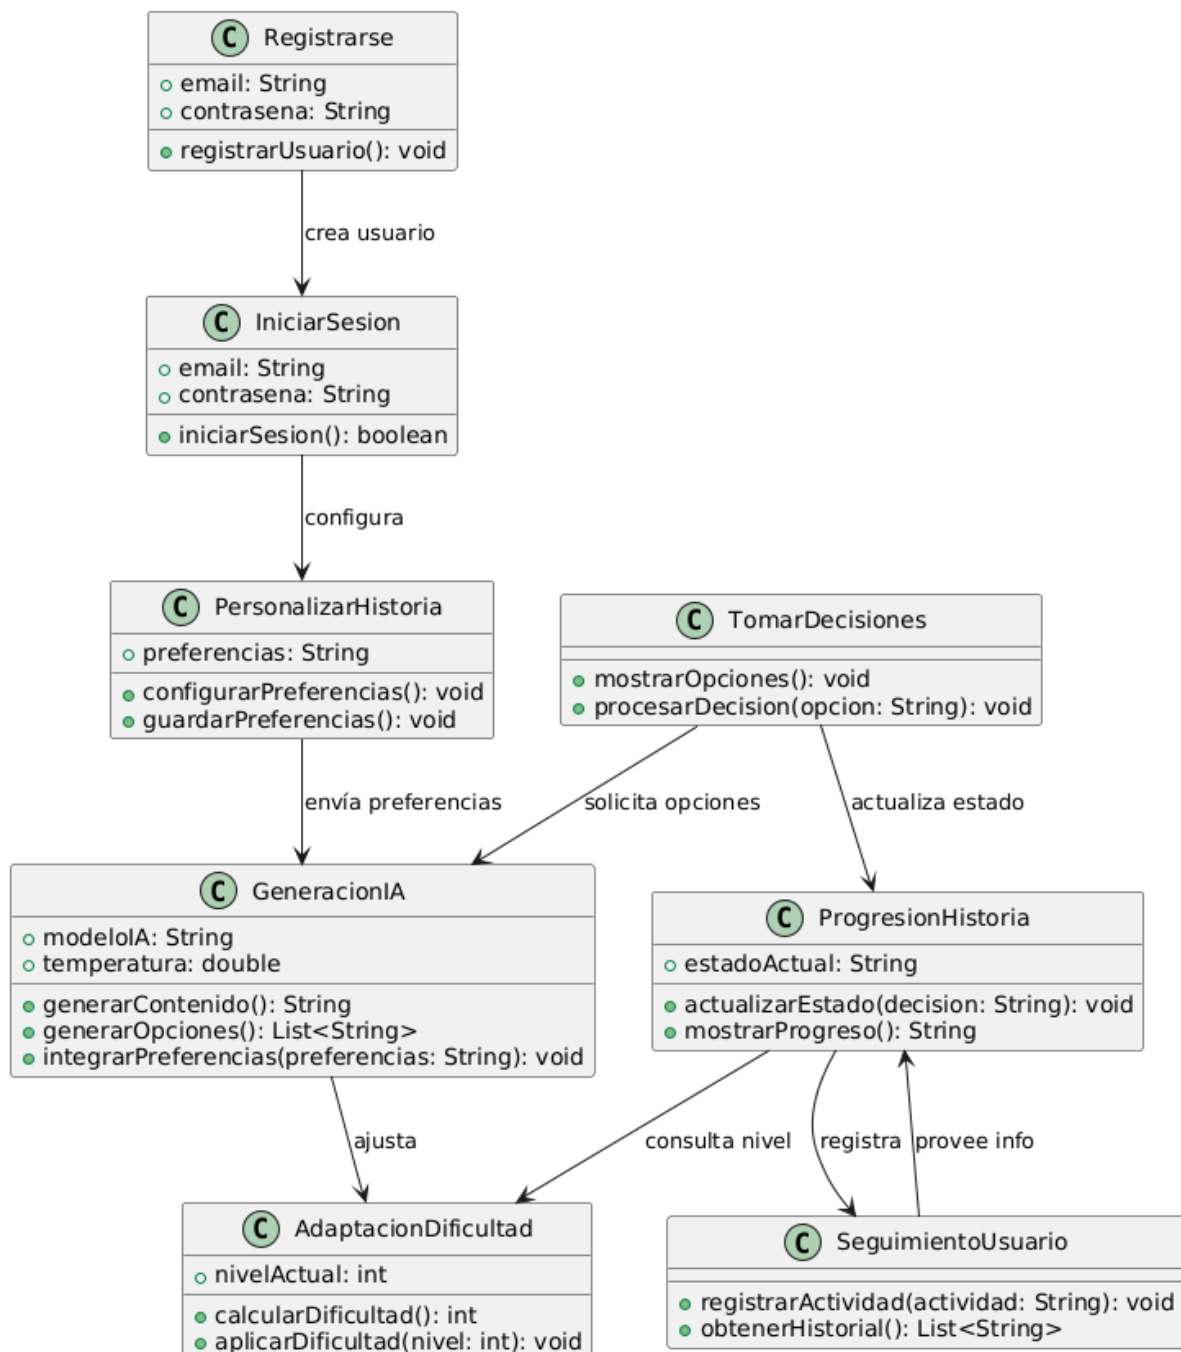 C Registrarse
email: String
contrasena: String
registrarUsuario(): void
crea usuario
C IniciarSesion
email: String
contrasena: String
iniciarSesion(): boolean
configura
C PersonalizarHistoria
preferencias: String
configurarPreferencias(): void
guardarPreferencias(): void
C TomarDecisiones
mostrarOpciones(): void
procesarDecision(opcion: String): void
envía preferencias
solicita opciones
actualiza estado
C GeneracionIA
modeloIA: String
temperatura: double
generarContenido(): String
generarOpciones(): List<String>
integrarPreferencias(preferencias: String): void
C ProgresionHistoria
estadoActual: String
actualizarEstado(decision: String): void
mostrarProgreso(): String
ajusta
consulta nivel
registra
provee info
C AdaptacionDificultad
nivelActual: int
calcularDificultad(): int
aplicarDificultad(nivel: int): void
C SeguimientoUsuario
registrarActividad(actividad: String): void
obtenerHistorial(): List<String>